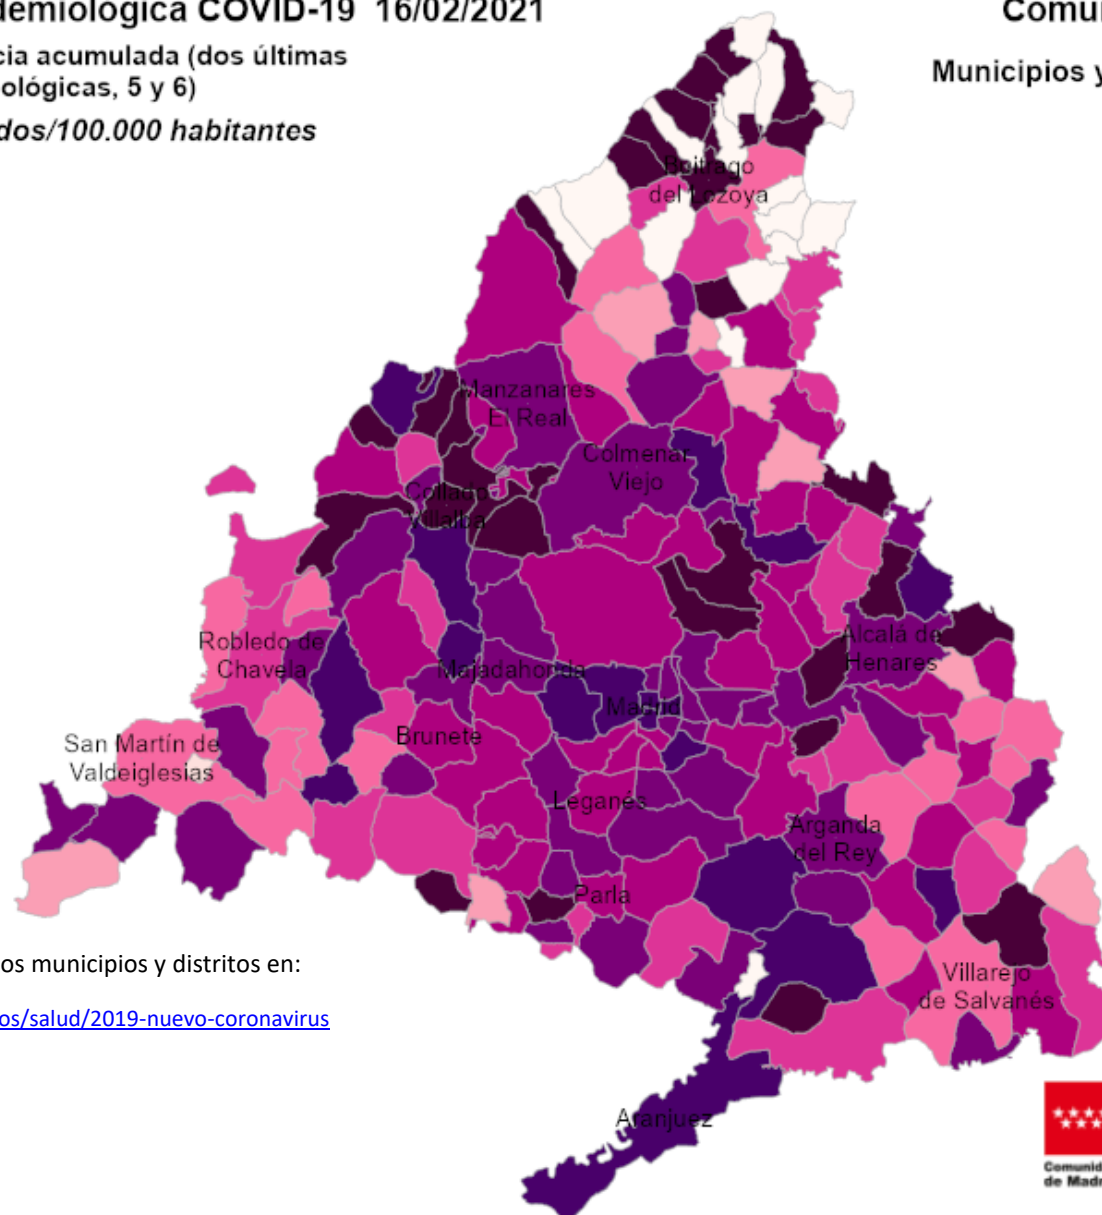 demiológica COVID-19 16/02/2021
Comun
cia acumulada (dos últimas
ológicas, 5 y 6)
Municipios y
dos/100.000 habitantes
Buitrago
del Lozoya
Manzanares
El Real
Colmenar
Viejo
Collado
Villalba
Robledo de
Chavela
Alcalá de
Henares
Majadahonda
Madrid
San Martín de
Valdeiglesias
Brunete
Leganés
Arganda
del Rey
Parla
os municipios y distritos en:
Villarejo
de Salvanés
os/salud/2019-nuevo-coronavirus
Aranjuez
Comunid
de Madr